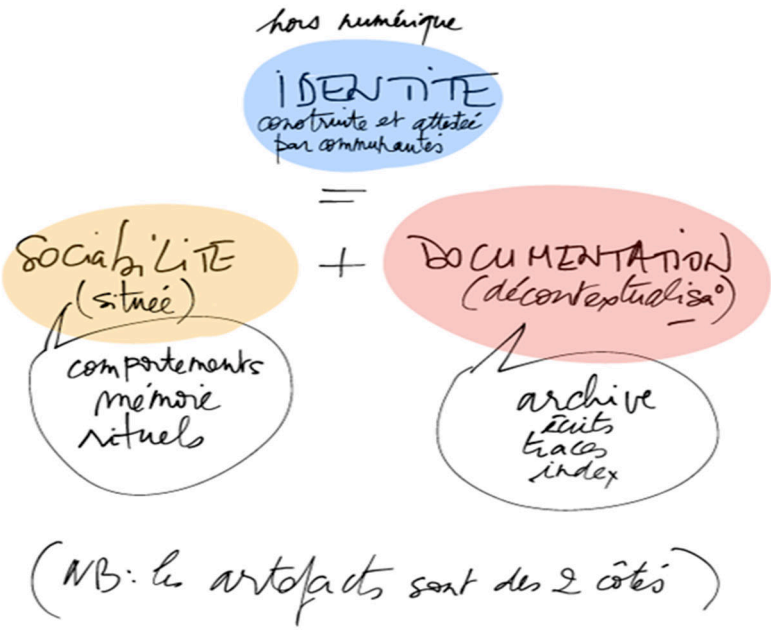 hors numérique
IDENTITE
construite et attestée
par communautés
=
SOCIABILITE + DOCUMENTATION
(située) (décontextualisa°)
comportements
mémoire
rituels
archive
écrits
traces
index
(NB: les artefacts sont des 2 côtés)